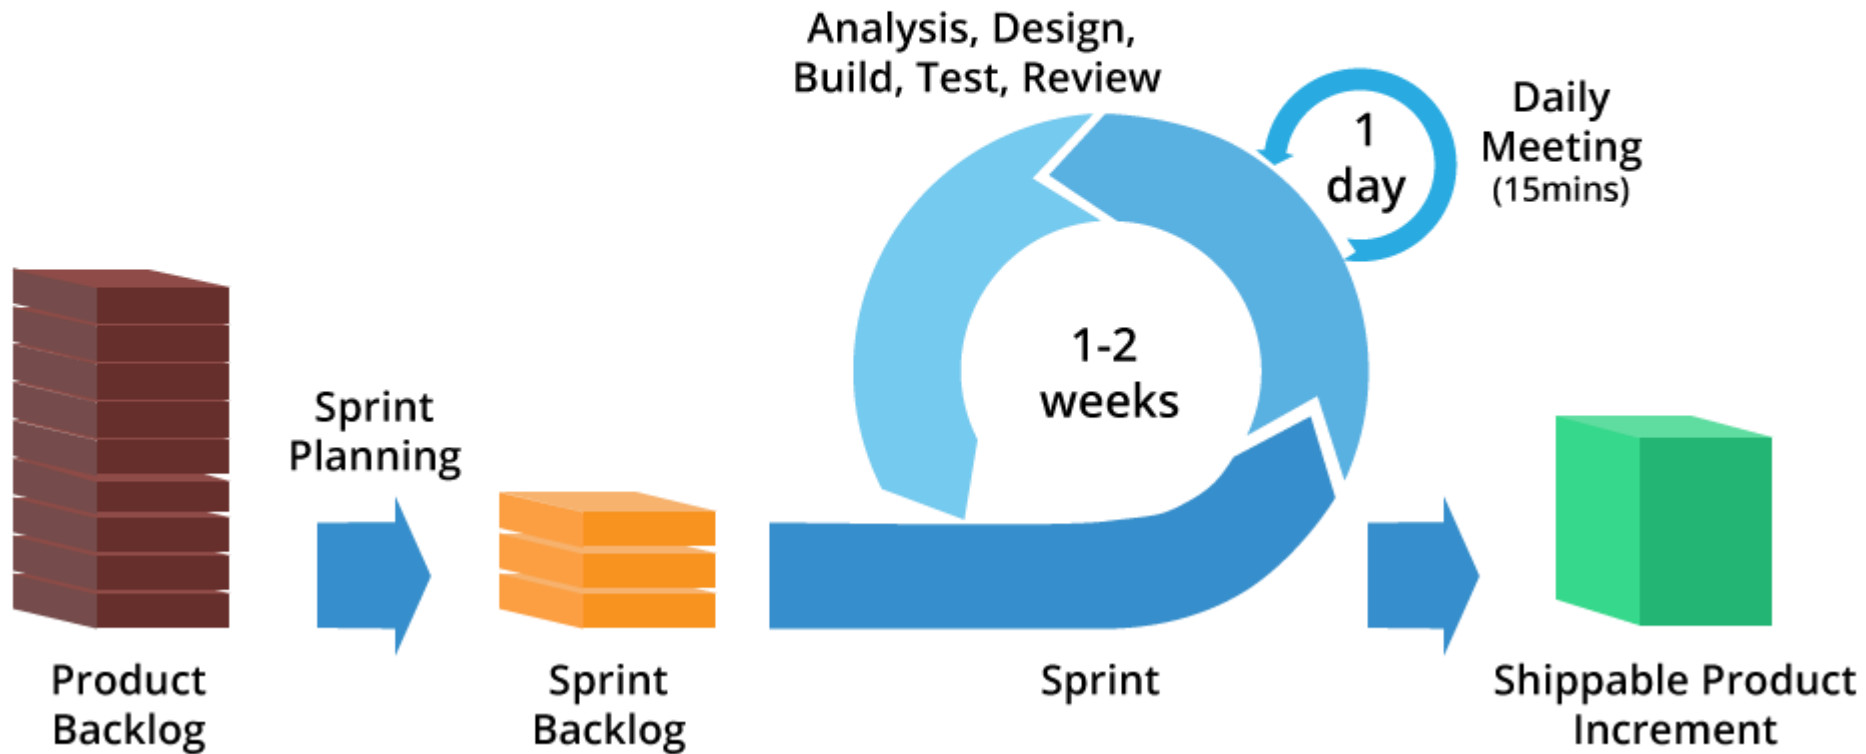 Analysis, Design,
Build, Test, Review
1
day
Daily
Meeting
(15mins)
1-2
weeks
Sprint
Planning
Product
Backlog
Sprint
Backlog
Sprint
Shippable Product
Increment